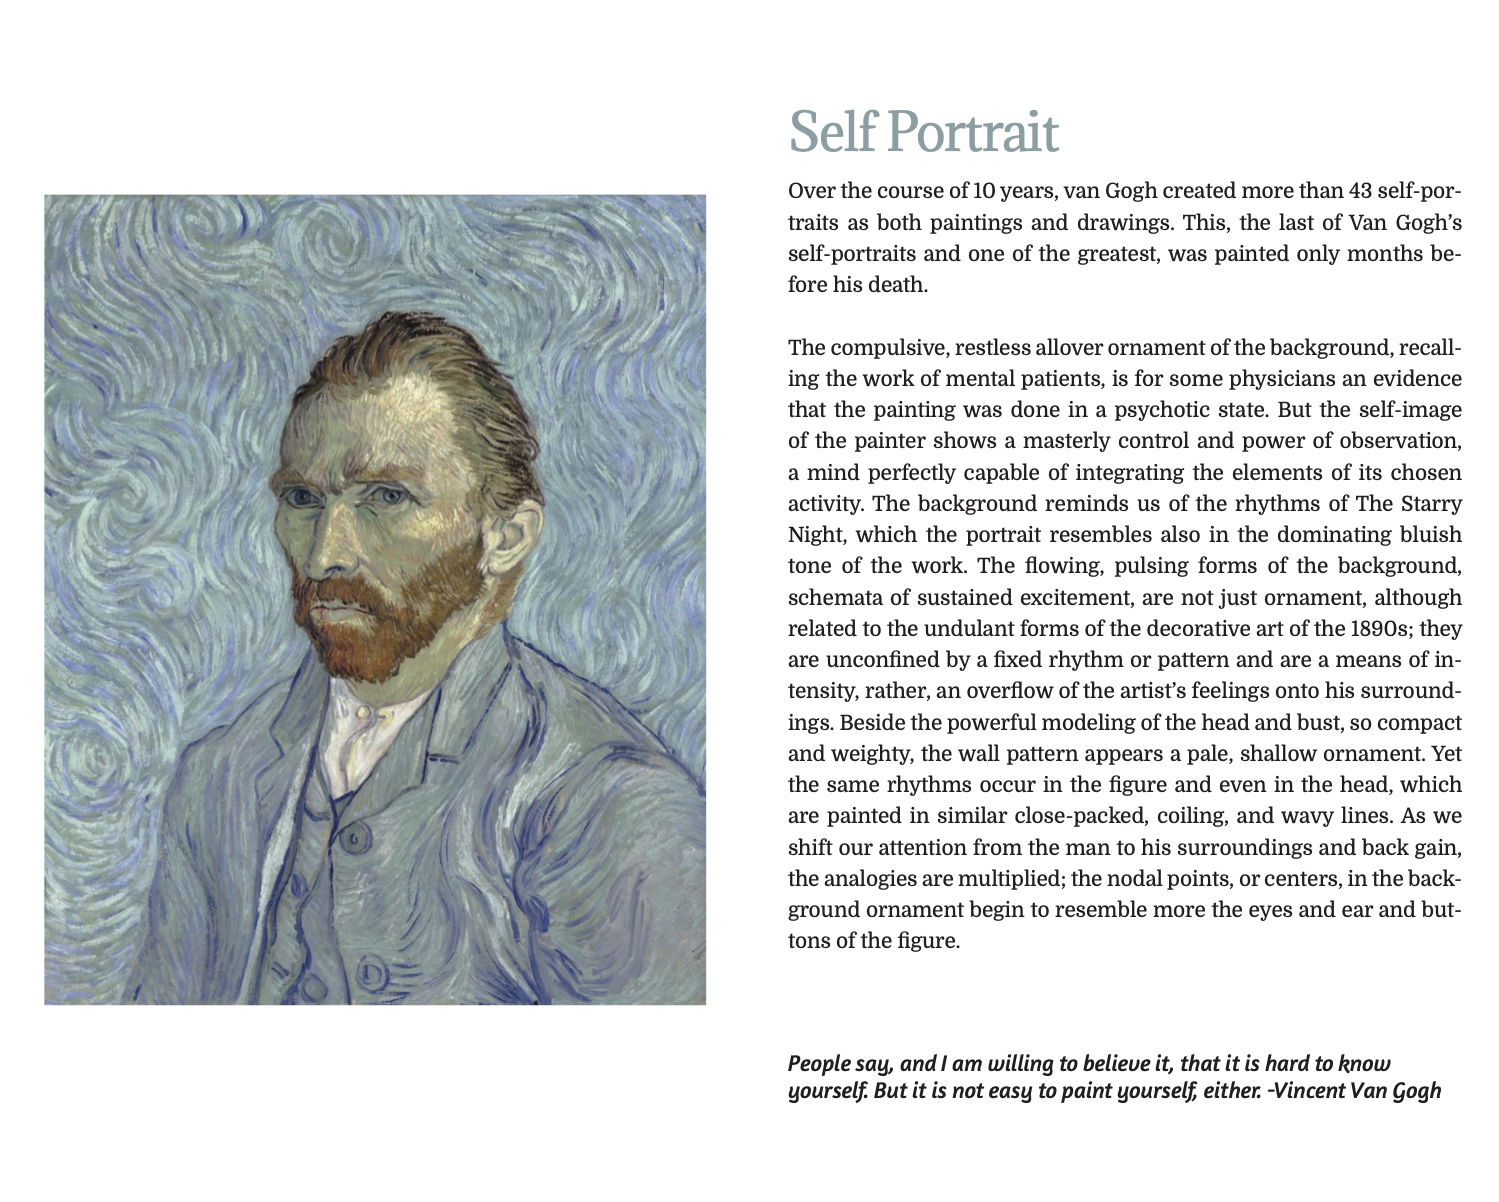 Self Portrait
Over the course of 10 years, van Gogh created more than 43 self-por-
traits as both paintings and drawings. This, the last of Van Gogh’s
self-portraits and one of the greatest, was painted only months be-
fore his death.
The compulsive, restless allover ornament of the background, recall-
ing the work of mental patients, is for some physicians an evidence
that the painting was done in a psychotic state. But the self-image
of the painter shows a masterly control and power of observation,
a mind perfectly capable of integrating the elements of its chosen
activity. The background reminds us of the rhythms of The Starry
Night, which the portrait resembles also in the dominating bluish
tone of the work. The flowing, pulsing forms of the background,
schemata of sustained excitement, are not just ornament, although
related to the undulant forms of the decorative art of the 1890s; they
are unconfined by a fixed rhythm or pattern and are a means of in-
tensity, rather, an overflow of the artist’s feelings onto his surround-
ings. Beside the powerful modeling of the head and bust, so compact
and weighty, the wall pattern appears a pale, shallow ornament. Yet
the same rhythms occur in the figure and even in the head, which
are painted in similar close-packed, coiling, and wavy lines. As we
shift our attention from the man to his surroundings and back gain,
the analogies are multiplied; the nodal points, or centers, in the back-
ground ornament begin to resemble more the eyes and ear and but-
tons of the figure.
People say, and I am willing to believe it, that it is hard to know
yourself. But it is not easy to paint yourself, either. -Vincent Van Gogh